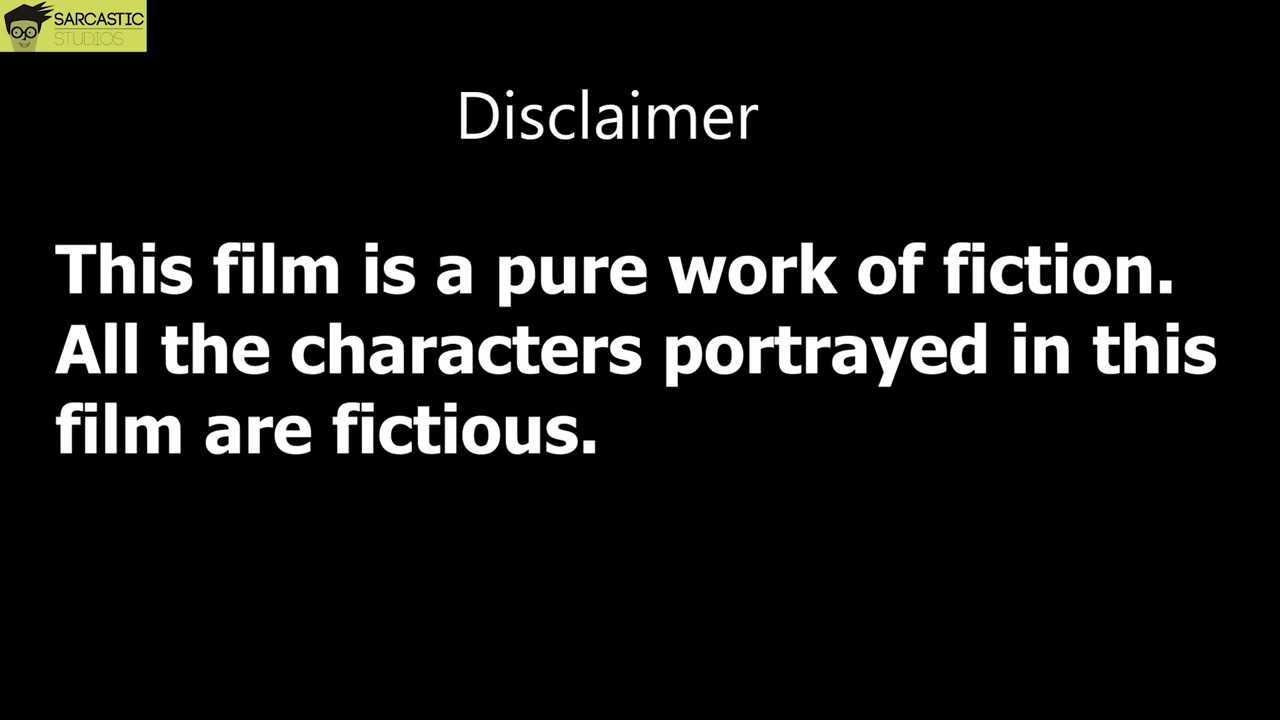 SARCASTIC
STUDIOS
Disclaimer
This film is a pure work of fiction.
All the characters portrayed in this
film are fictious.